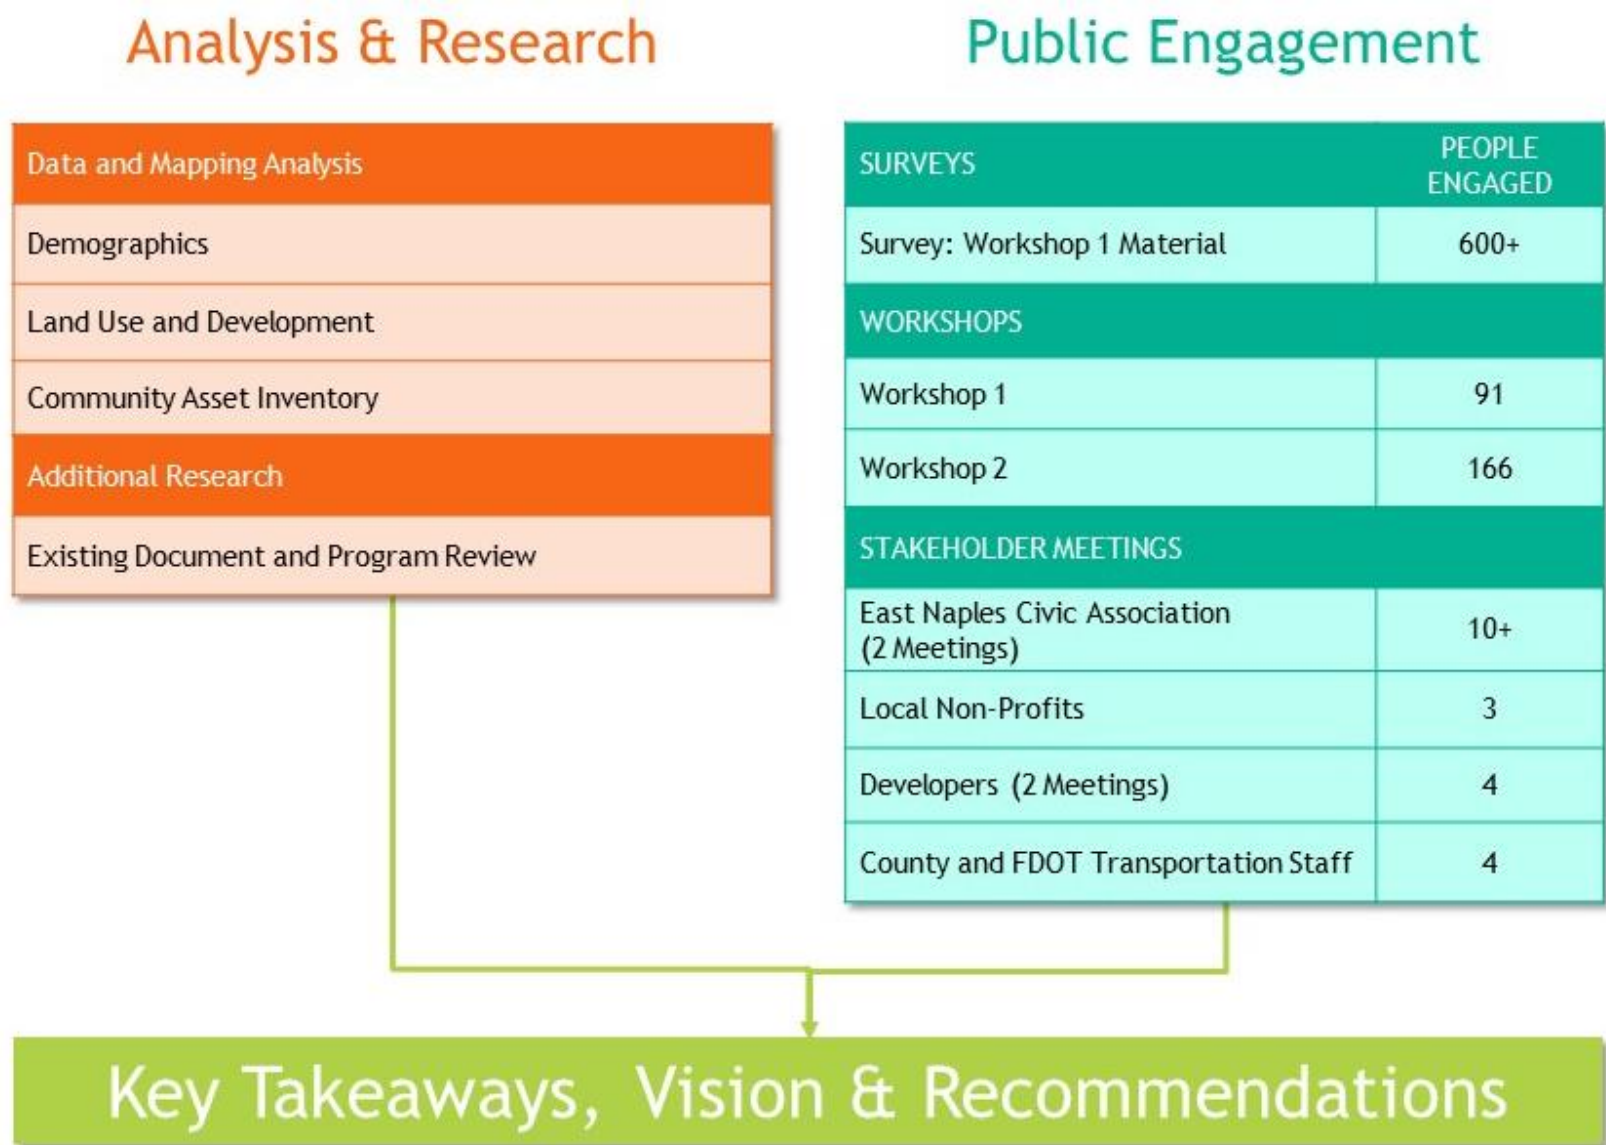 Analysis & Research
Data and Mapping Analysis
Demographics
Land Use and Development
Community Asset Inventory
Additional Research
Existing Document and Program Review
Public Engagement
SURVEYS
PEOPLE
ENGAGED
Survey: Workshop 1 Material
600+
WORKSHOPS
Workshop 1
91
Workshop 2
166
STAKEHOLDER MEETINGS
East Naples Civic Association
(2 Meetings)
10+
Local Non-Profits
3
Developers (2 Meetings)
4
County and FDOT Transportation Staff
4
Key Takeaways, Vision & Recommendations